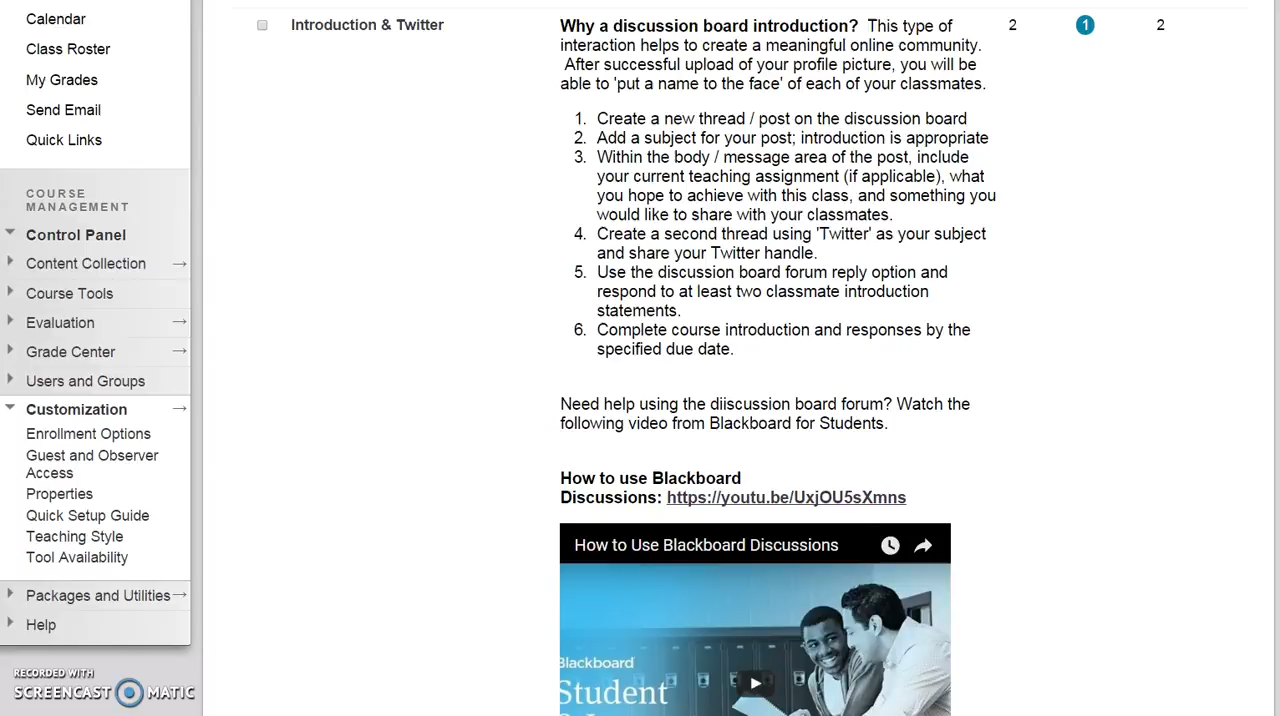 Calendar
Class Roster
My Grades
Send Email
Quick Links
COURSE
MANAGEMENT
Control Panel
Content Collection
Course Tools
Evaluation
Grade Center
Users and Groups
Customization
Enrollment Options
Guest and Observer
Access
Properties
Quick Setup Guide
Teaching Style
Tool Availability
Packages and Utilities
Help
RECORDED WITH
SCREENCAST MATIC
Introduction & Twitter
Why a discussion board introduction? This type of
interaction helps to create a meaningful online community.
After successful upload of your profile picture, you will be
able to 'put a name to the face' of each of your classmates.
1. Create a new thread / post on the discussion board
2. Add a subject for your post; introduction is appropriate
3. Within the body / message area of the post, include
your current teaching assignment (if applicable), what
you hope to achieve with this class, and something you
would like to share with your classmates.
4. Create a second thread using 'Twitter' as your subject
and share your Twitter handle.
5. Use the discussion board forum reply option and
respond to at least two classmate introduction
statements.
6. Complete course introduction and responses by the
specified due date.
Need help using the diiscussion board forum? Watch the
following video from Blackboard for Students.
How to use Blackboard
Discussions: https://youtu.be/UxjOU5sXmns
How to Use Blackboard Discussions
Blackboard
Student
2 1 2